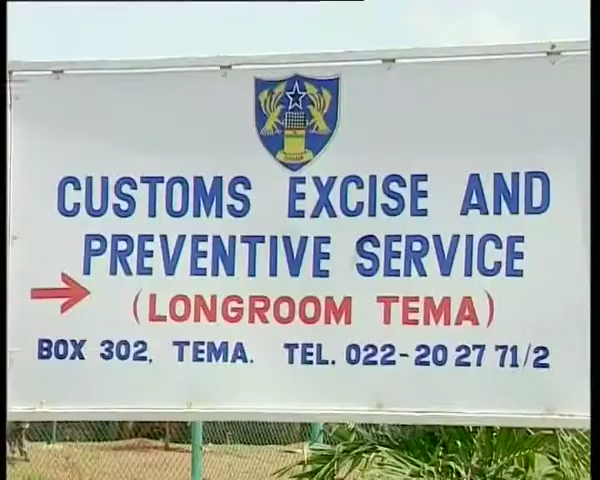 CUSTOMS EXCISE AND
PREVENTIVE SERVICE
(LONGROOM TEMA)
BOX 302, TEMA. TEL. 022-20 27 71/2